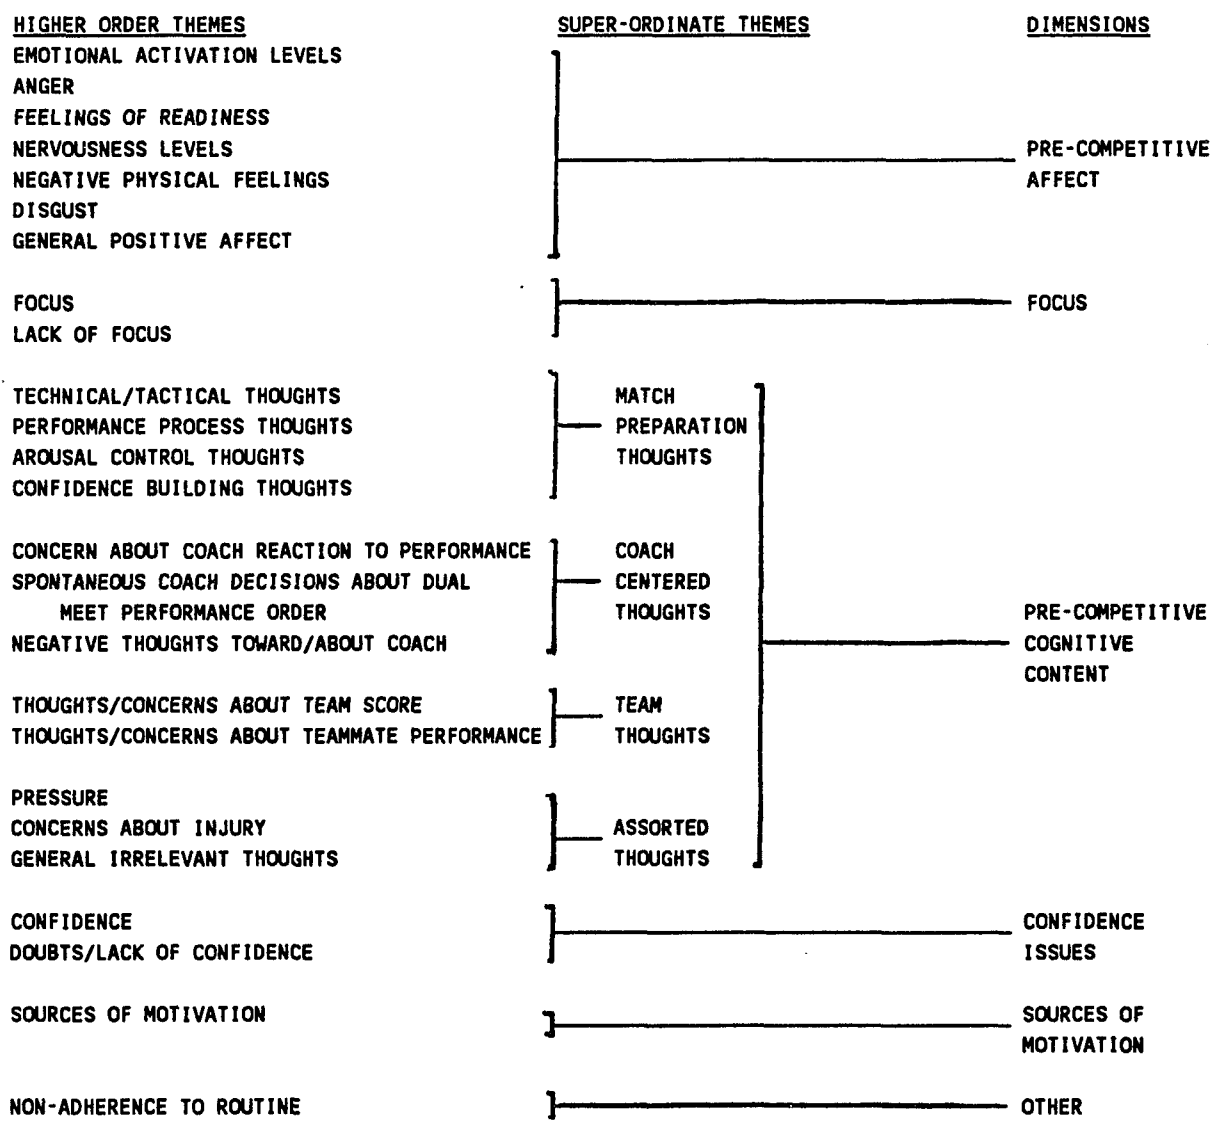 HIGHER ORDER THEMES SUPER-ORDINATE THEMES DIMENSIONS
EMOTIONAL ACTIVATION LEVELS
ANGER
FEELINGS OF READINESS
NERVOUSNESS LEVELS PRE-COMPETITIVE
NEGATIVE PHYSICAL FEELINGS AFFECT
DISGUST
GENERAL POSITIVE AFFECT
FOCUS FOCUS
LACK OF FOCUS
TECHNICAL/TACTICAL THOUGHTS MATCH
PERFORMANCE PROCESS THOUGHTS PREPARATION
AROUSAL CONTROL THOUGHTS THOUGHTS
CONFIDENCE BUILDING THOUGHTS
CONCERN ABOUT COACH REACTION TO PERFORMANCE COACH
SPONTANEOUS COACH DECISIONS ABOUT DUAL CENTERED
MEET PERFORMANCE ORDER THOUGHTS PRE-COMPETITIVE
NEGATIVE THOUGHTS TOWARD/ABOUT COACH COGNITIVE
CONTENT
THOUGHTS/CONCERNS ABOUT TEAM SCORE TEAM
THOUGHTS/CONCERNS ABOUT TEAMMATE PERFORMANCE THOUGHTS
PRESSURE
CONCERNS ABOUT INJURY ASSORTED
GENERAL IRRELEVANT THOUGHTS THOUGHTS
CONFIDENCE CONFIDENCE
DOUBTS/LACK OF CONFIDENCE ISSUES
SOURCES OF MOTIVATION SOURCES OF
MOTIVATION
NON-ADHERENCE TO ROUTINE OTHER